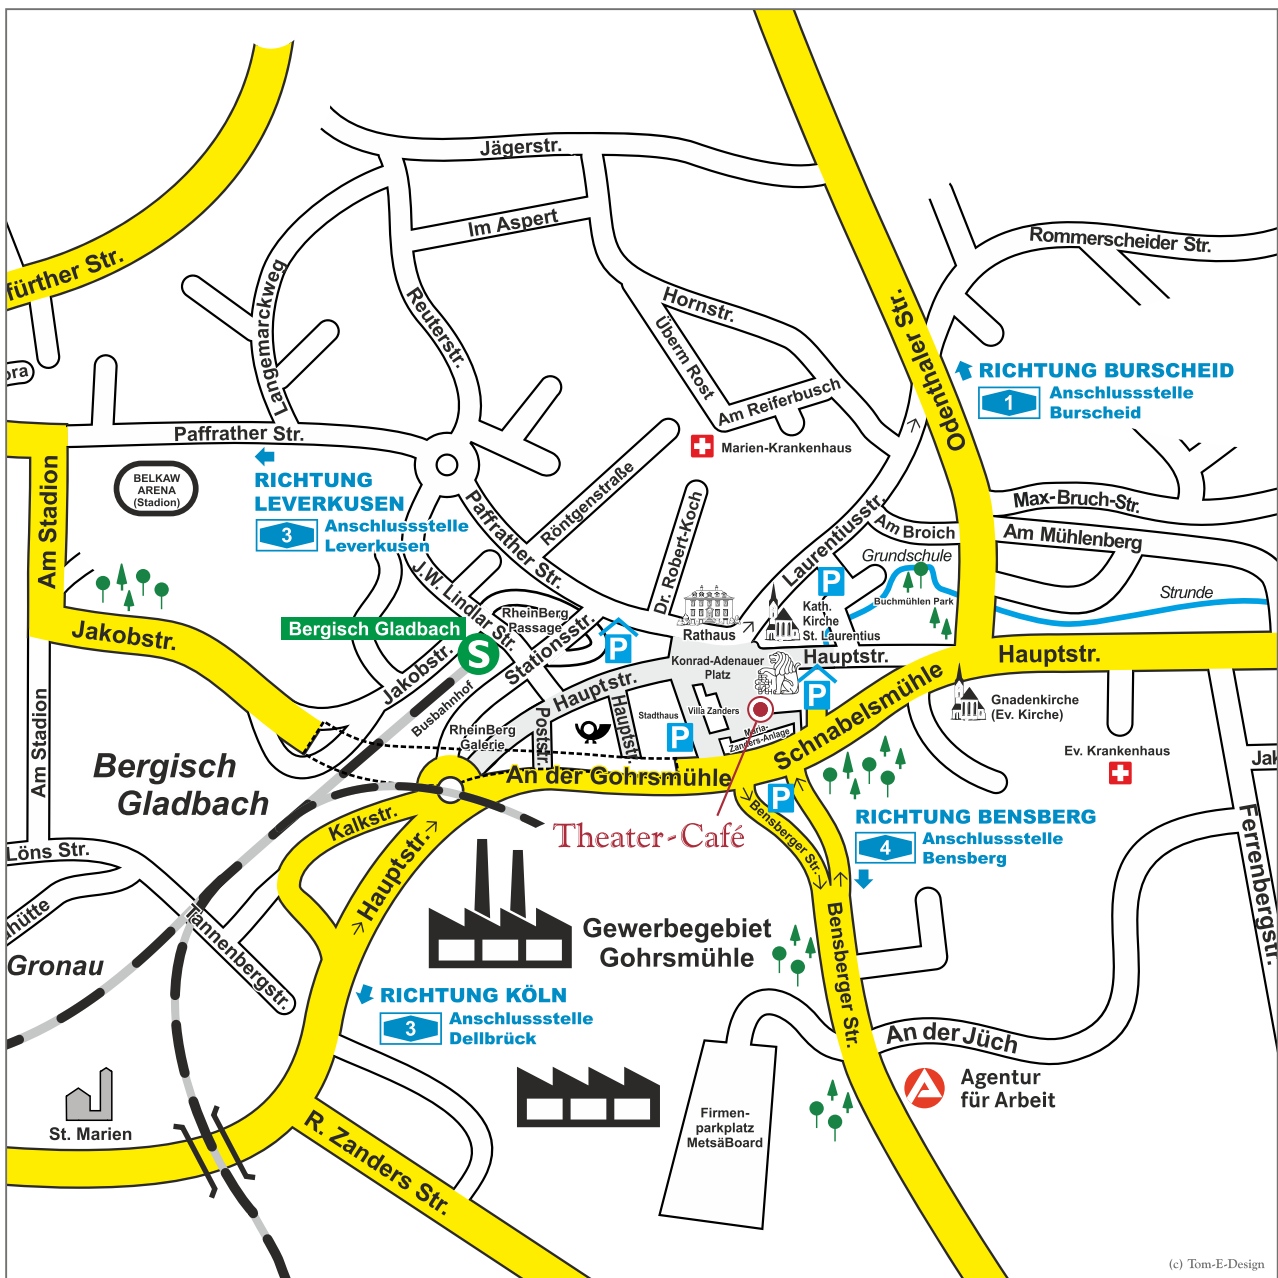 Jägerstr.
Im Aspert
Rommerscheider Str.
fürther Str.
Langemarckweg
Reuterstr.
Hornstr.
Überm Rost
Odenthaler Str.
ora
RICHTUNG BURSCHEID
1
Anschlussstelle
Burscheid
Am Reiferbusch
Paffrather Str.
Marien-Krankenhaus
BELKAW
ARENA
(Stadion)
RICHTUNG
LEVERKUSEN
3
Anschlussstelle
Leverkusen
Am Stadion
Röntgenstraße
Paffrather Str.
Dr. Robert-Koch
Laurentiusstr.
Am Broich
Max-Bruch-Str.
Am Mühlenberg
Grundschule
Buchmühlen Park
Strunde
J.W. Lindlar Str.
P
Kath.
Kirche
St. Laurentius
RheinBerg
Passage
Stationsstr.
Bergisch Gladbach
S
Jakobstr.
Jakobstr.
Busbahnhof
P
Rathaus
Konrad-Adenauer
Platz
Hauptstr.
Hauptstr.
Hauptstr.
P
Schnabelsmühle
Gnadenkirche
(Ev. Kirche)
Am Stadion
RheinBerg
Galerie
Poststr.
Hauptstr.
Stadthaus
P
Villa Zanders
Maria-
Zanders-Anlage
Ev. Krankenhaus
Jak
Bergisch
Gladbach
An der Gohrsmühle
P
Kalkstr.
Theater-Café
Bensberger Str.
RICHTUNG BENSBERG
4
Anschlussstelle
Bensberg
Ferrenbergstr.
Löns Str.
Hauptstr.
Tannenbergstr.
Gewerbegebiet
Gohrsmühle
Bensberger Str.
Gronau
RICHTUNG KÖLN
3
Anschlussstelle
Dellbrück
An der Jüch
Agentur
für Arbeit
St. Marien
Firmen-
parkplatz
MetsäBoard
R. Zanders Str.
(c) Tom-E-Design